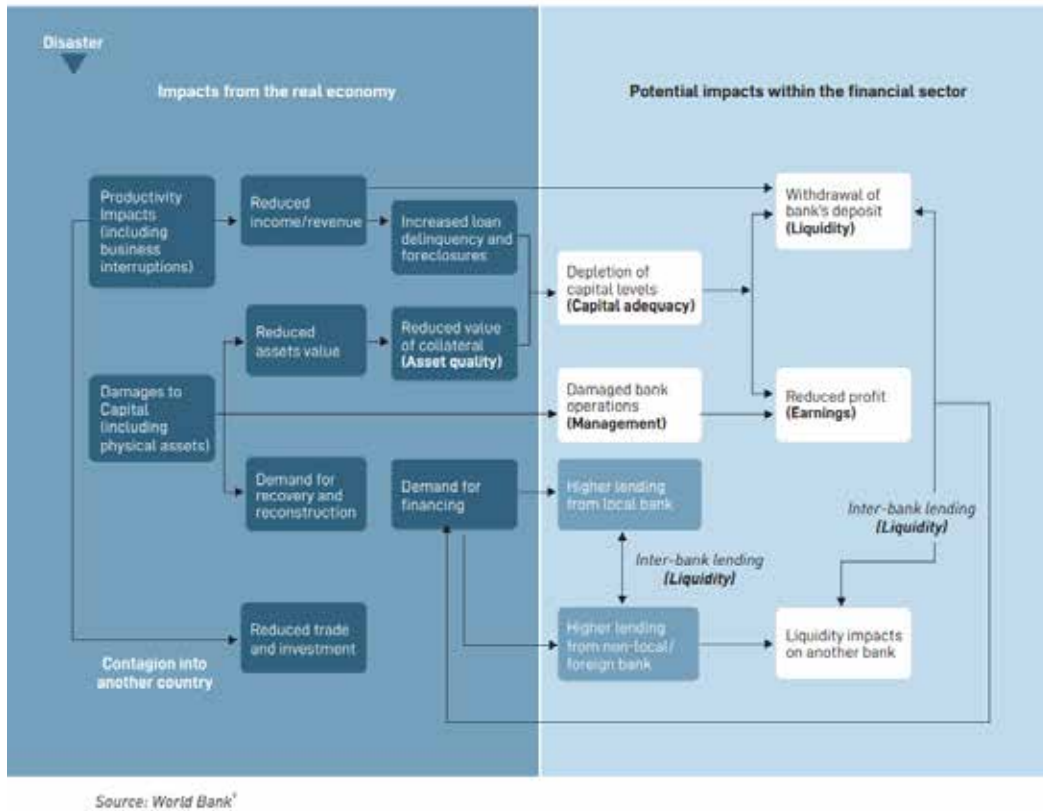 Disaster
Impacts from the real economy
Potential impacts within the financial sector
Productivity
Impacts
(including
business
interruptions)
Reduced
income/revenue
Increased loan
delinquency and
foreclosures
Withdrawal of
bank's deposit
(Liquidity)
Depletion of
capital levels
(Capital adequacy)
Reduced
assets value
Reduced value
of collateral
(Asset quality)
Damages to
Capital
(including
physical assets)
Damaged bank
operations
(Management)
Reduced profit
(Earnings)
Demand for
recovery and
reconstruction
Demand for
financing
Higher lending
from local bank
Inter-bank lending
(Liquidity)
Inter-bank lending
(Liquidity)
Reduced trade
and investment
Higher lending
from non-local/
foreign bank
Liquidity impacts
on another bank
Contagion into
another country
Source: World Bank